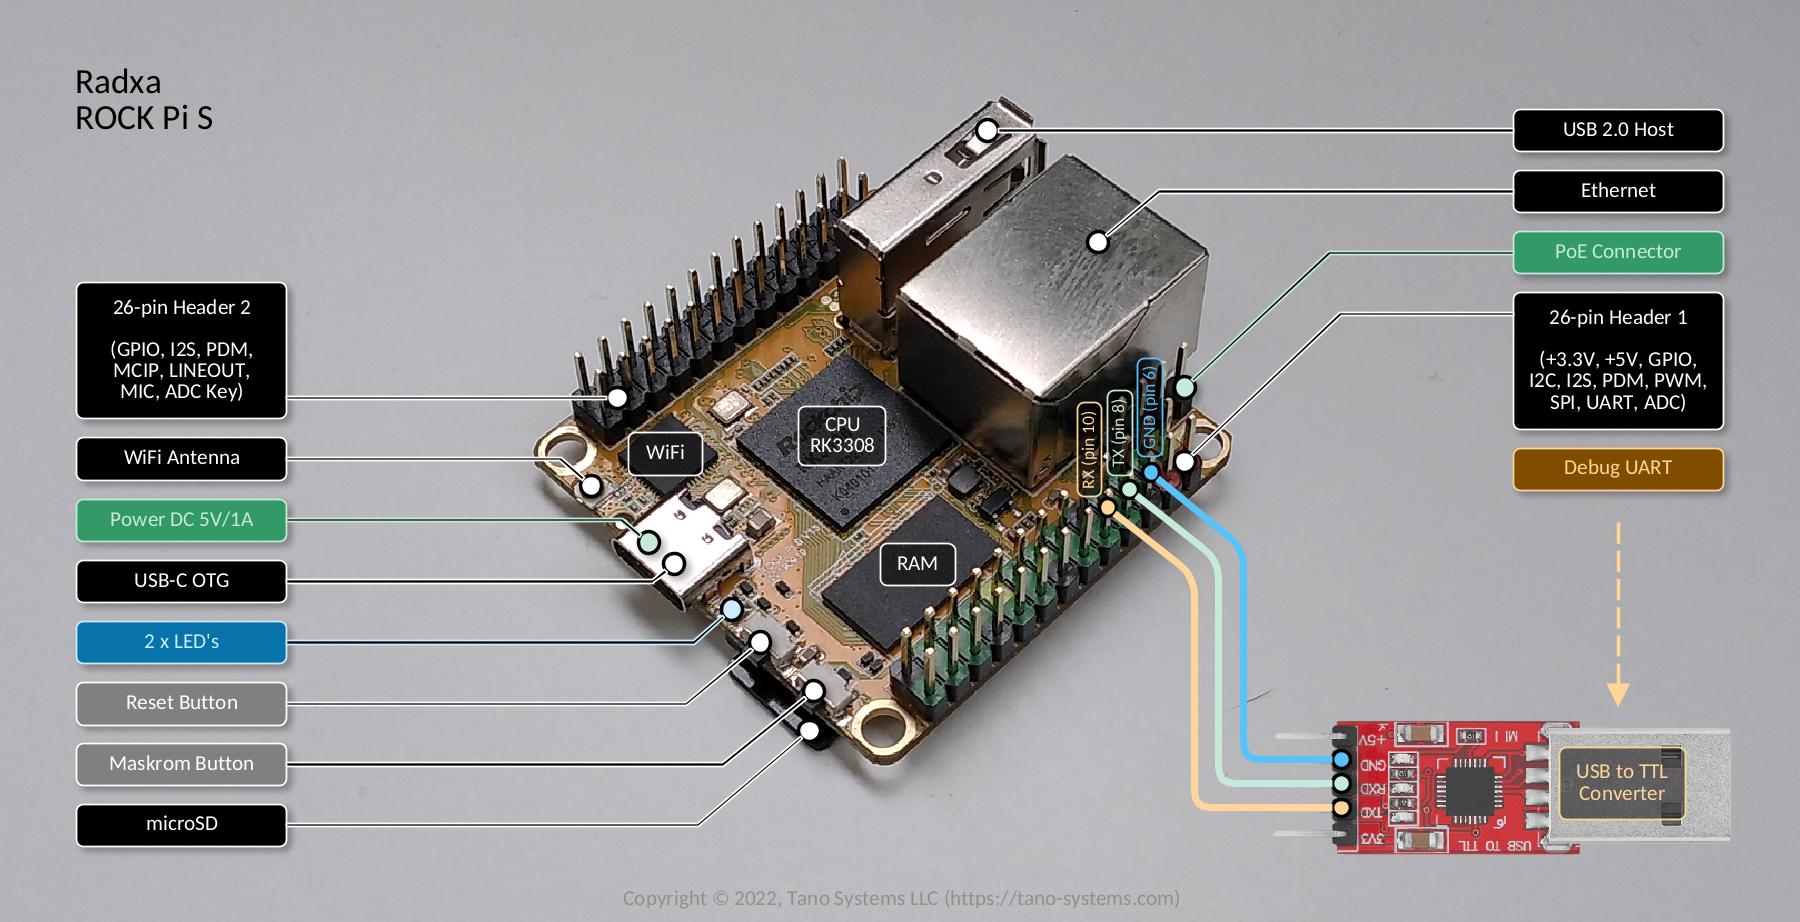 Radxa
ROCK Pi S
USB 2.0 Host
Ethernet
PoE Connector
26-pin Header 1
(+3.3V, +5V, GPIO,
I2C, I2S, PDM, PWM,
SPI, UART, ADC)
Debug UART
26-pin Header 2
(GPIO, I2S, PDM,
MCIP, LINEOUT,
MIC, ADC Key)
WiFi Antenna
Power DC 5V/1A
USB-C OTG
2 x LED's
Reset Button
Maskrom Button
microSD
WiFi
CPU
RK3308
RAM
RX (pin 10)
TX (pin 8)
GND (pin 6)
+5V
GND
RXD
TXD
3V3
USB TO TTL
USB to TTL
Converter
Copyright © 2022, Tano Systems LLC (https://tano-systems.com)